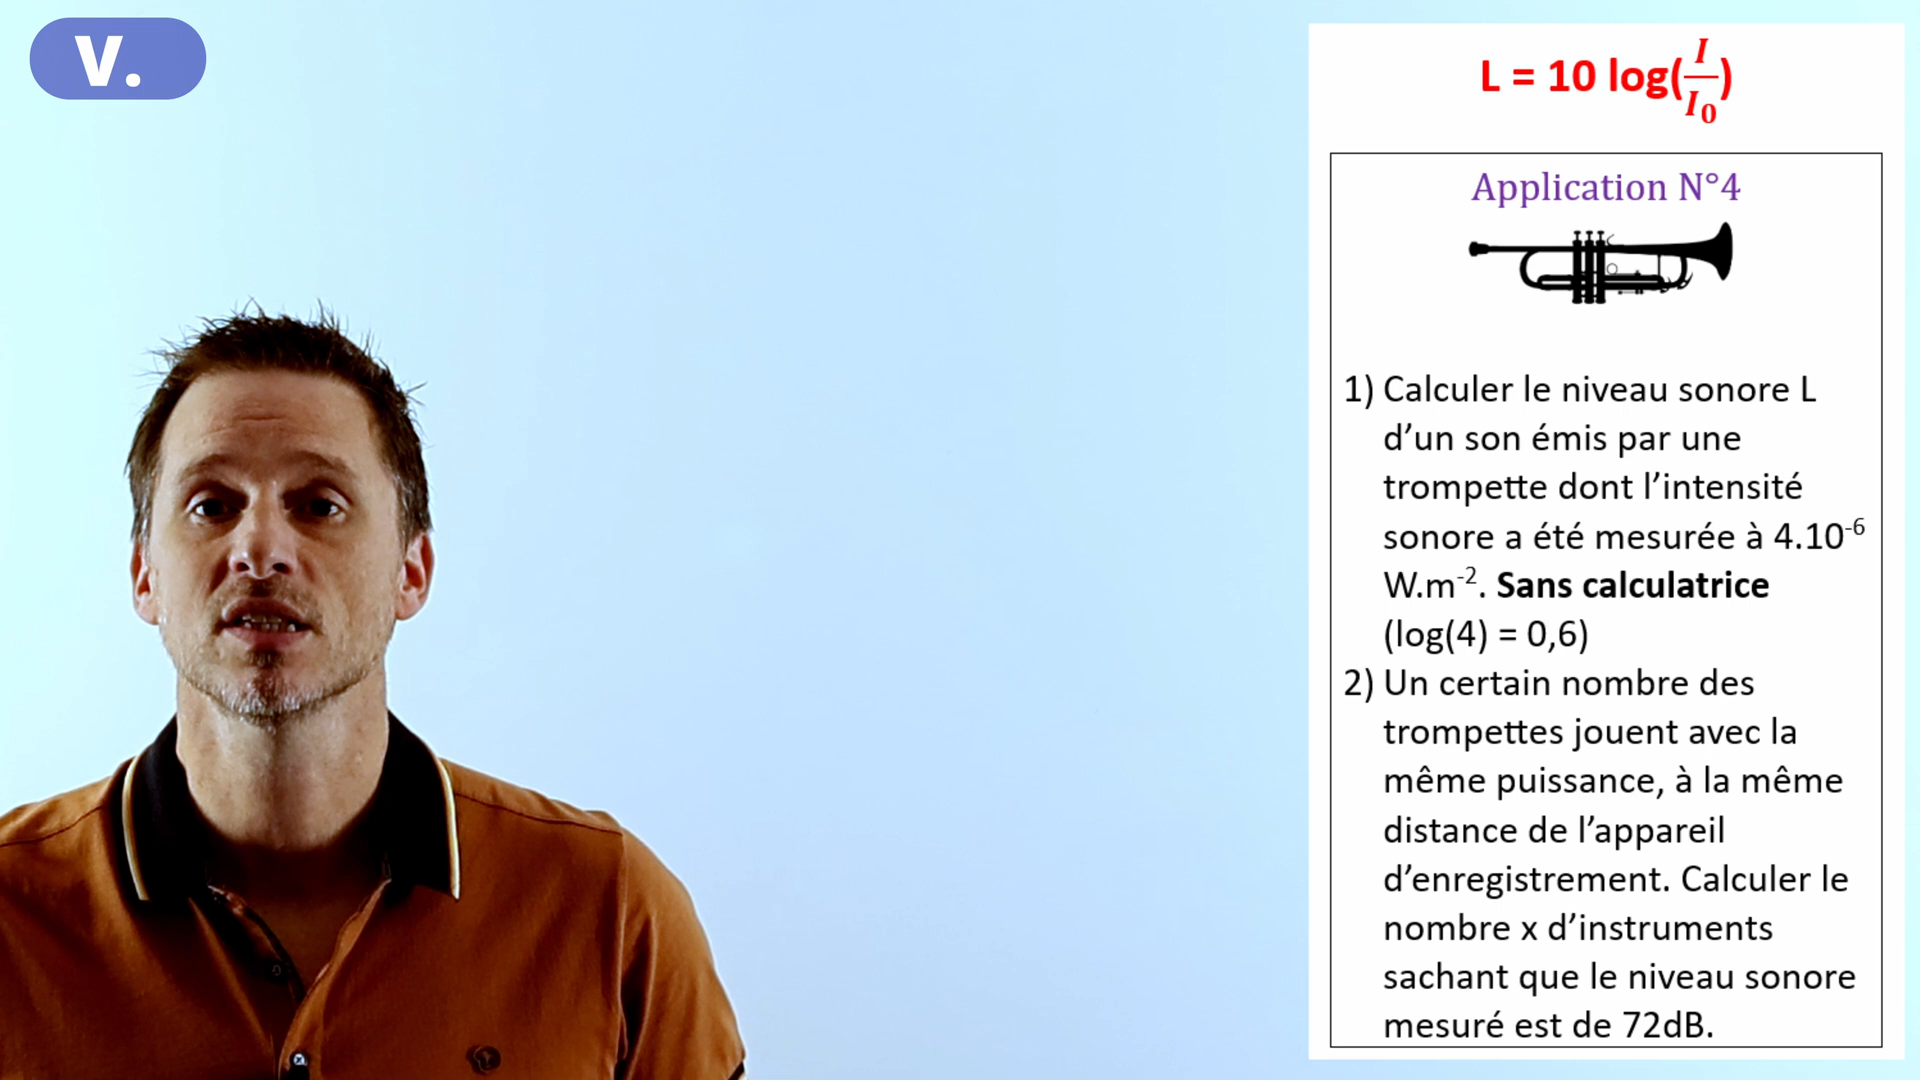 V.
L = 10 log(I/I₀)
Application N°4
1) Calculer le niveau sonore L
d’un son émis par une
trompette dont l’intensité
sonore a été mesurée à 4.10⁻⁶
W.m⁻². Sans calculatrice
(log(4) = 0,6)
2) Un certain nombre des
trompettes jouent avec la
même puissance, à la même
distance de l’appareil
d’enregistrement. Calculer le
nombre x d’instruments
sachant que le niveau sonore
mesuré est de 72dB.